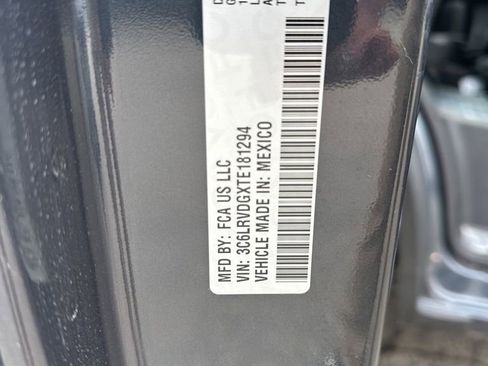 MFD BY: FCA US LLC
VIN: 3C6LRVDGXTE181294
VEHICLE MADE IN: MEXICO